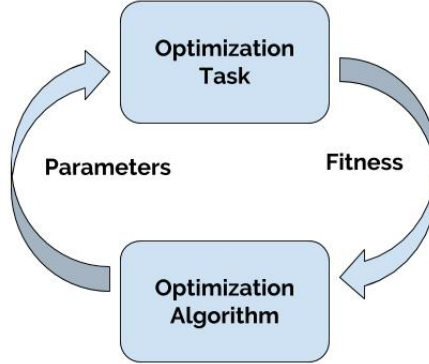 Optimization
Task
Parameters
Fitness
Optimization
Algorithm